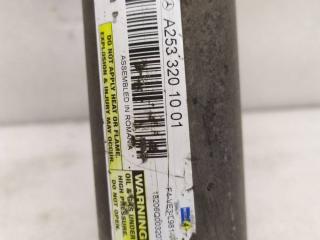 A253 320 10 01
ASSEMBLED IN ROMANIA
DO NOT APPLY HEAT OR FLAME.
EXPLOSION & INJURY MAY OCCUR.
WARNING
OIL & GAS UNDER
HIGH PRESSURE
DO NOT OPEN